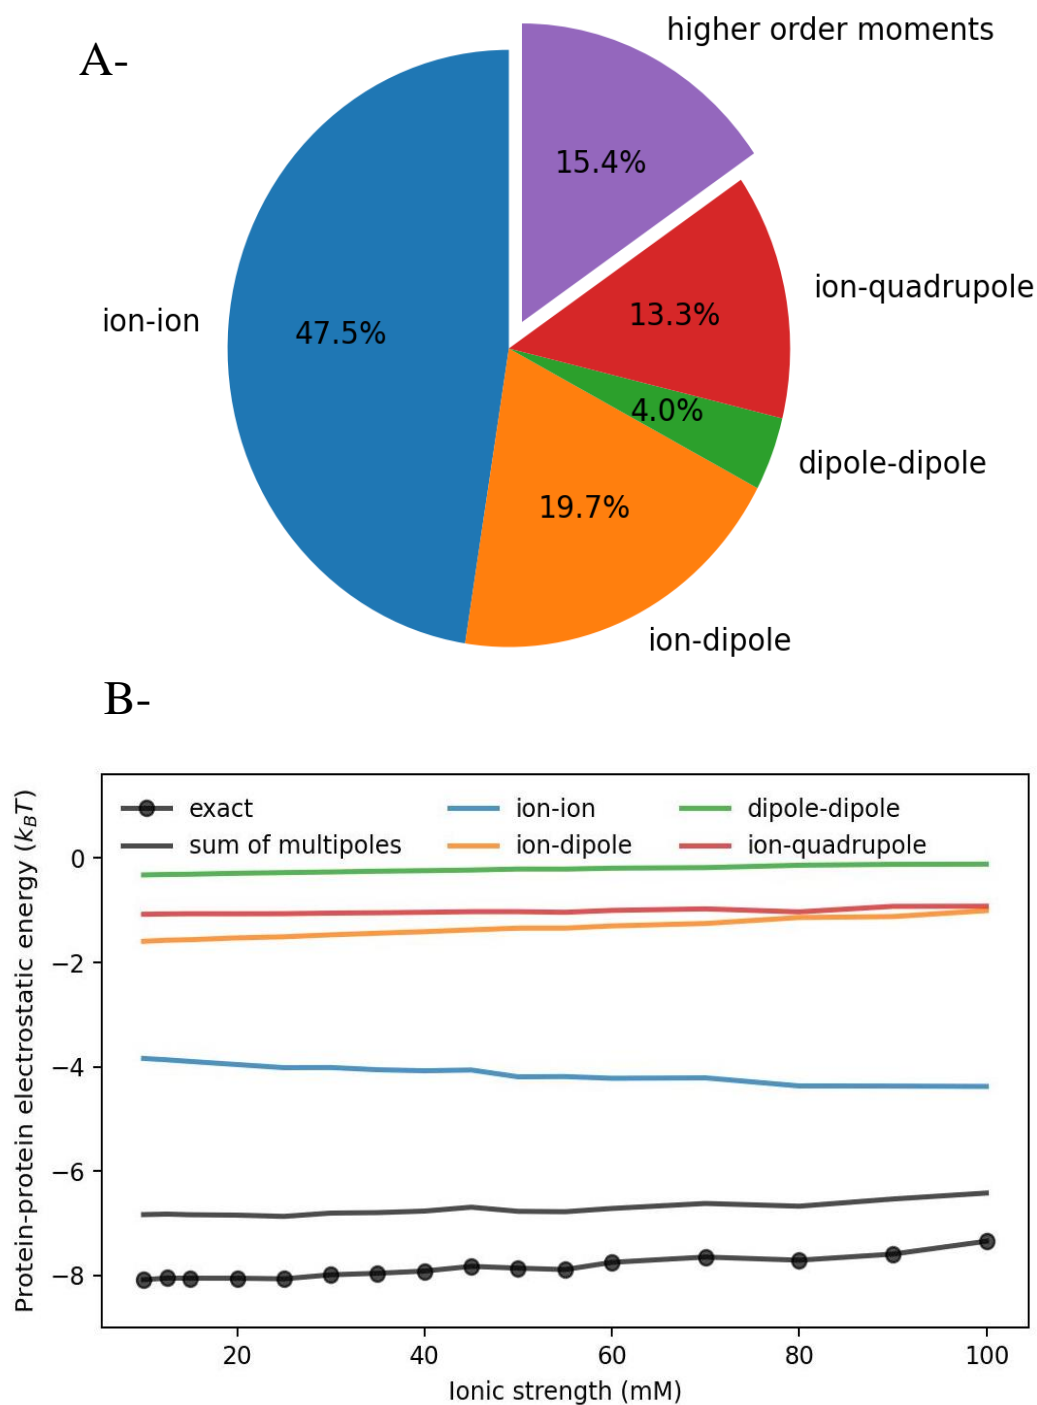 A-
higher order moments
15.4%
ion-quadrupole
13.3%
ion-ion
47.5%
4.0%
dipole-dipole
19.7%
ion-dipole
B-
Protein-protein electrostatic energy (k_BT)
exact
ion-ion
dipole-dipole
sum of multipoles
ion-dipole
ion-quadrupole
0
−2
−4
−6
−8
20 40 60 80 100
Ionic strength (mM)